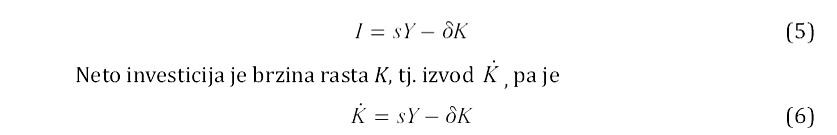 I = sY − δK (5)
Neto investicija je brzina rasta K, tj. izvod K̇ , pa je
K̇ = sY − δK (6)